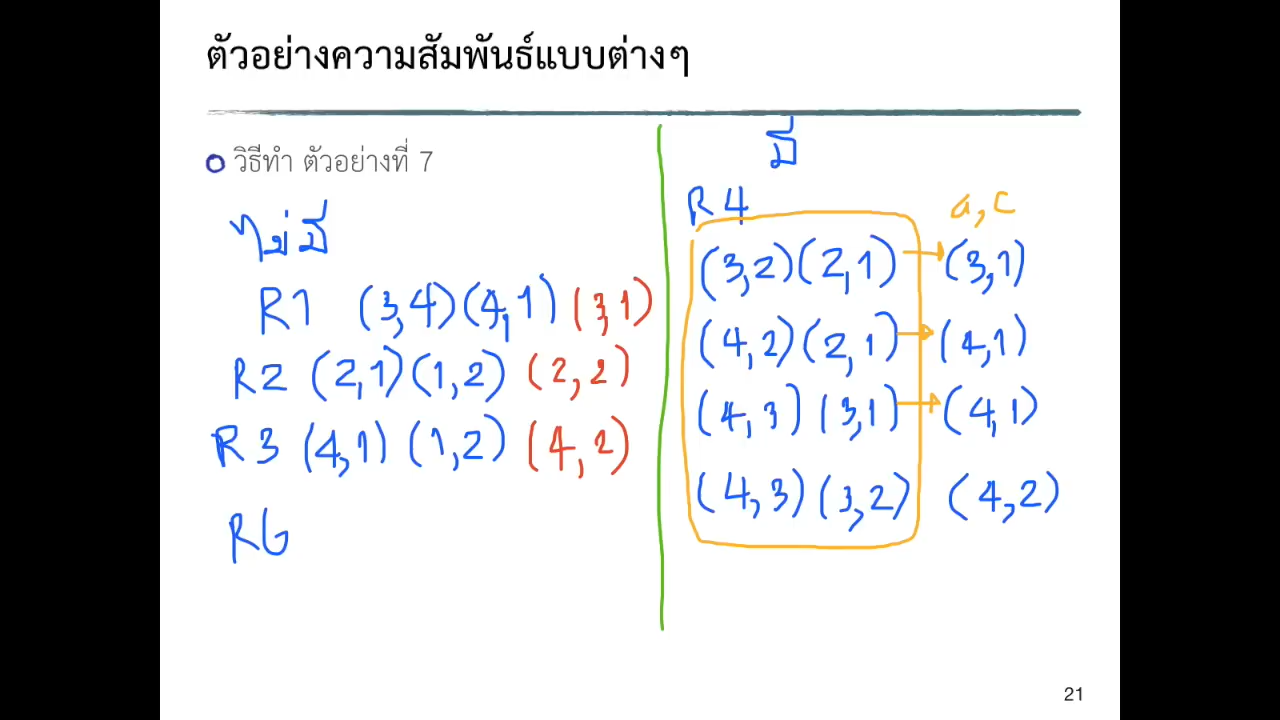 ตัวอย่างความสัมพันธ์แบบต่างๆ
วิธีทำ ตัวอย่างที่ 7
ไม่มี
R1 (3,4)(4,1) (3,1)
R2 (2,1)(1,2) (2,2)
R3 (4,1) (1,2) (4,2)
R6
มี
R4
a,c
(3,2)(2,1) → (3,1)
(4,2)(2,1) → (4,1)
(4,3)(3,1) → (4,1)
(4,3)(3,2) (4,2)
21